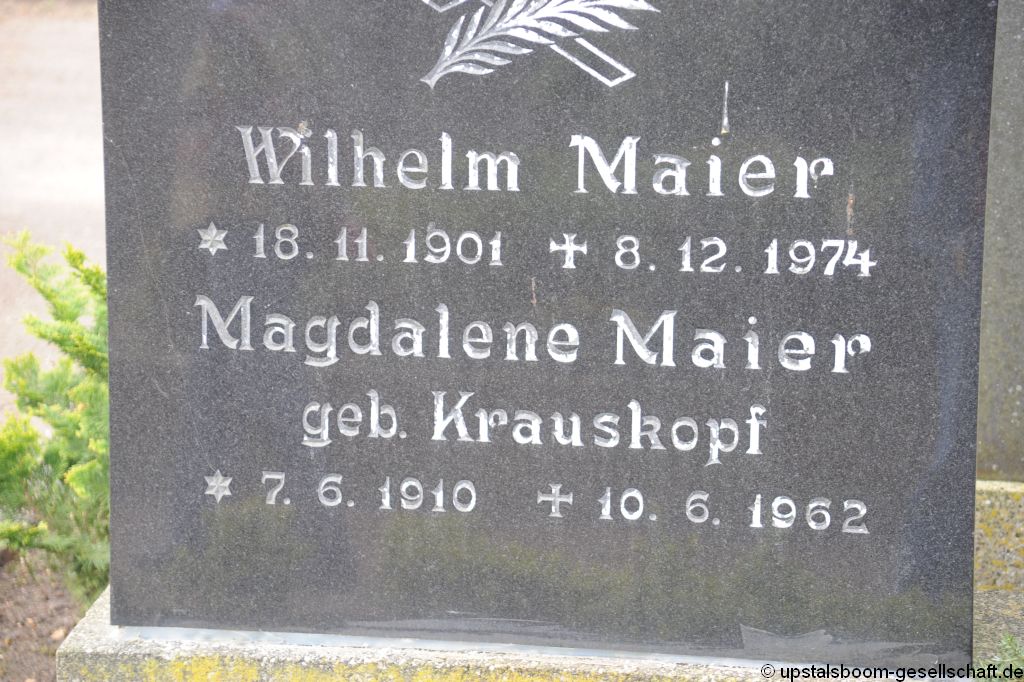 Wilhelm Maier
* 18. 11. 1901 ✝ 8. 12. 1974
Magdalene Maier
geb. Krauskopf
* 7. 6. 1910 ✝ 10. 6. 1962
© upstalsboom-gesellschaft.de